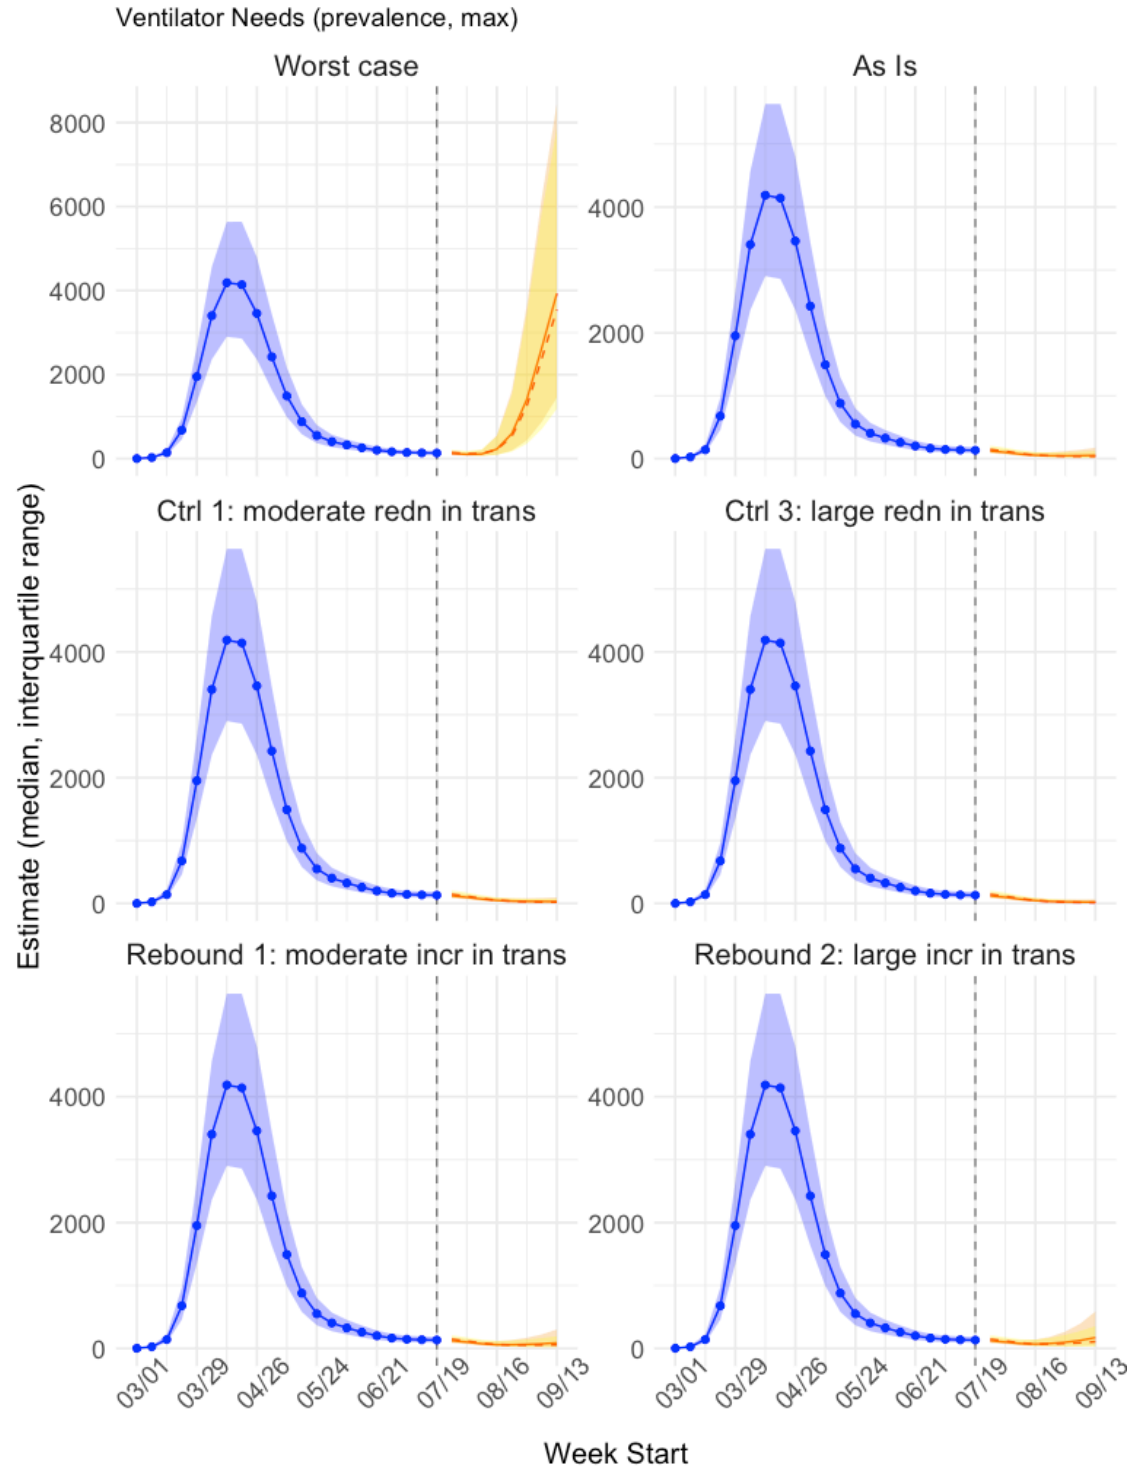 Ventilator Needs (prevalence, max)
Worst case
As Is
8000
6000
4000
2000
0
4000
2000
0
Estimate (median, interquartile range)
Ctrl 1: moderate redn in trans
Ctrl 3: large redn in trans
4000
2000
0
4000
2000
0
Rebound 1: moderate incr in trans
Rebound 2: large incr in trans
4000
2000
0
4000
2000
0
03/01 03/29 04/26 05/24 06/21 07/19 08/16 09/13
03/01 03/29 04/26 05/24 06/21 07/19 08/16 09/13
Week Start